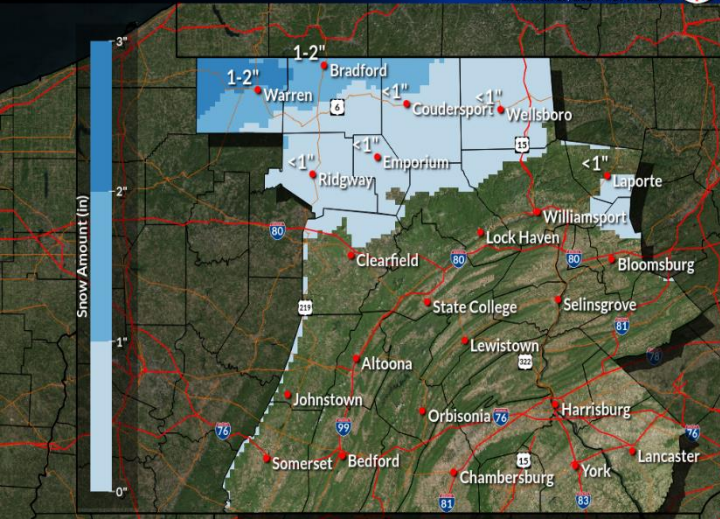 3"
2"
1"
0"
Snow Amount (in)
1-2"
Bradford
1-2"
Warren
6
<1"
Coudersport
<1"
Wellsboro
15
<1"
Emporium
<1"
Ridgway
<1"
Laporte
Williamsport
80
Lock Haven
Clearfield
80
80
Bloomsburg
219
State College
Selinsgrove
81
Lewistown
78
Altoona
322
Johnstown
Orbisonia
76
Harrisburg
76
99
76
Somerset
Bedford
15
York
Lancaster
Chambersburg
81
83